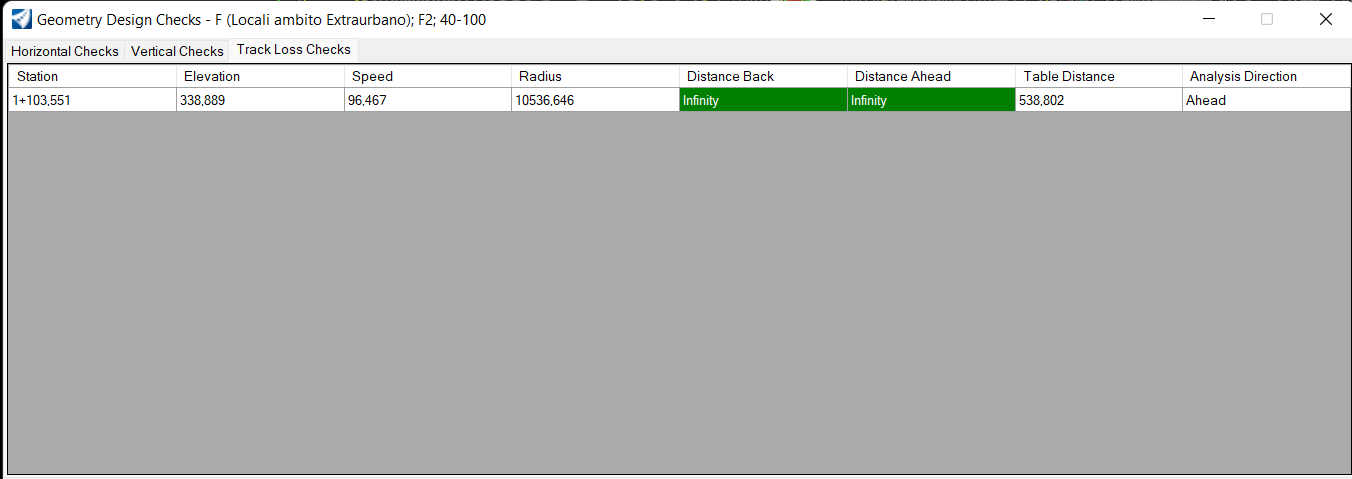 Geometry Design Checks - F (Locali ambito Extraurbano); F2; 40-100
Horizontal Checks Vertical Checks Track Loss Checks
Station Elevation Speed Radius Distance Back Distance Ahead Table Distance Analysis Direction
1+103,551 338,889 96,467 10536,646 Infinity Infinity 538,802 Ahead